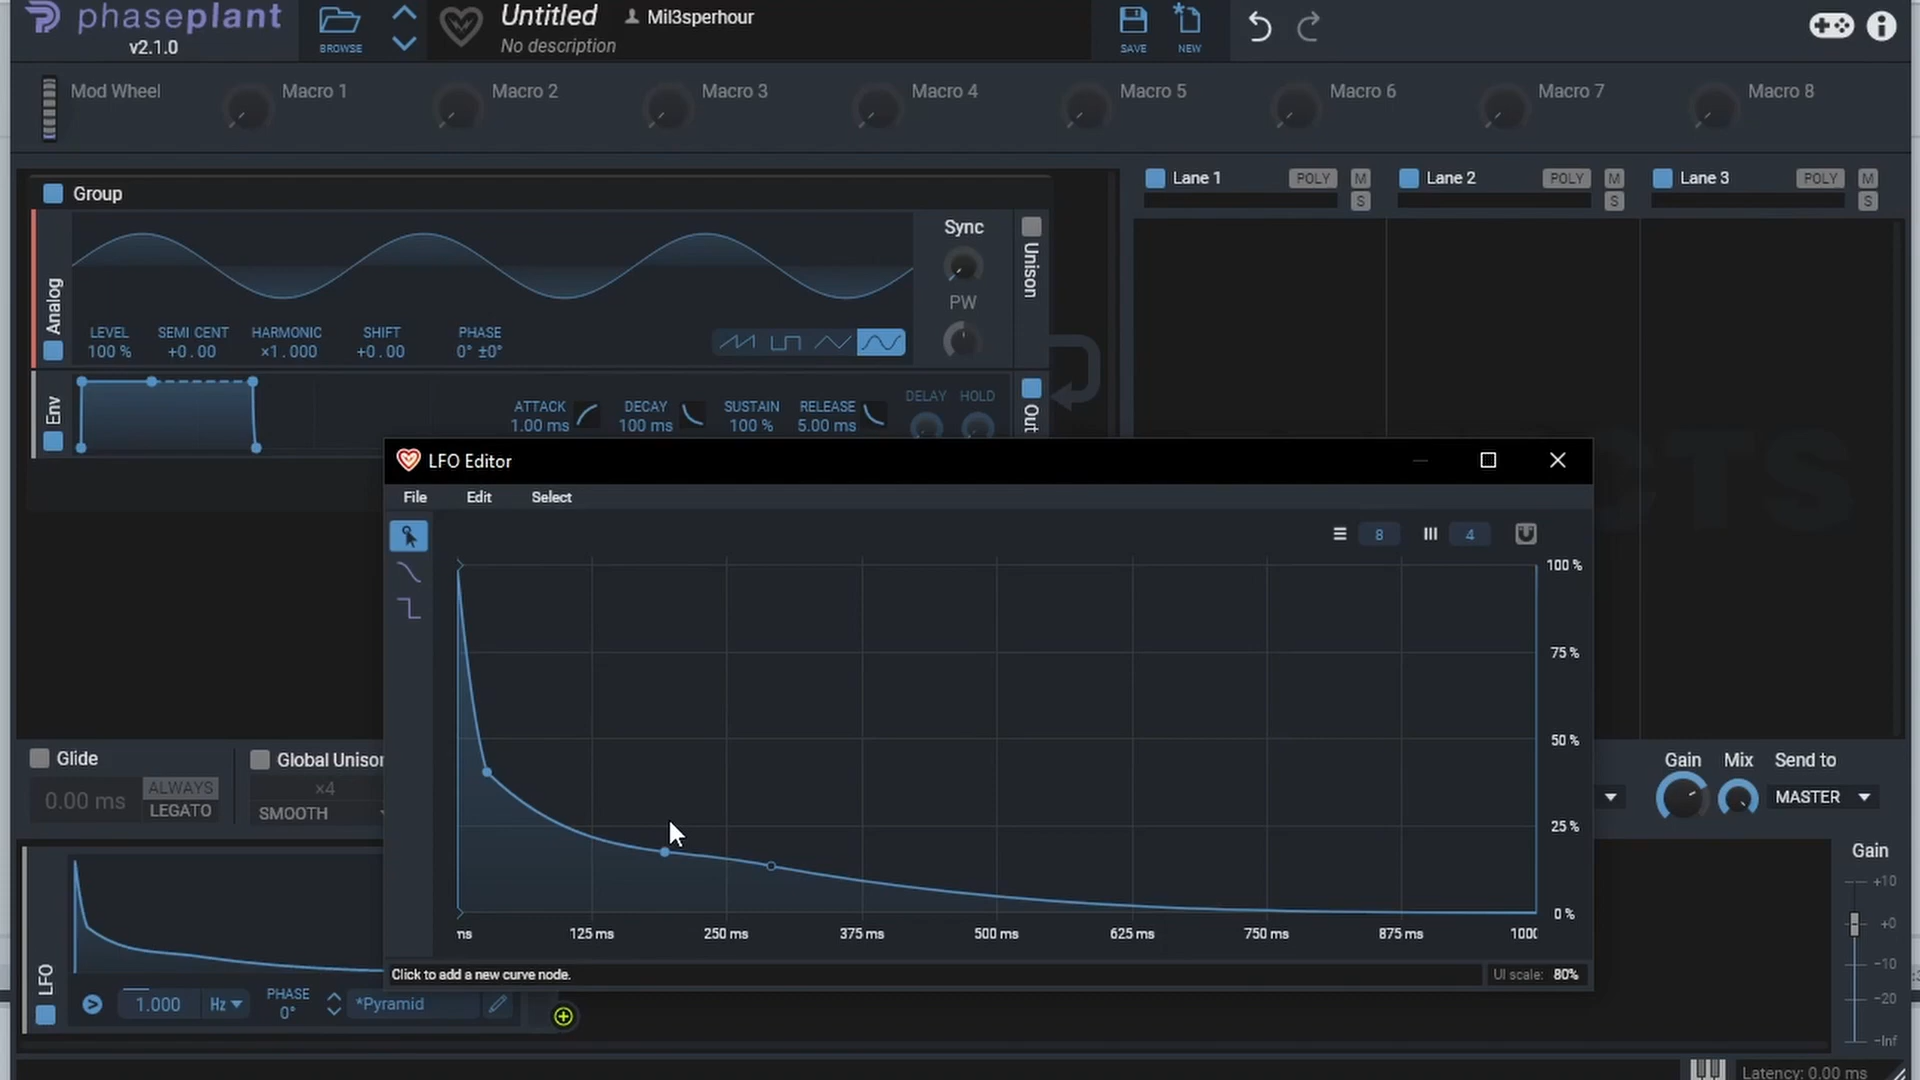 phaseplant
v2.1.0
BROWSE
Untitled
Mil3sperhour
No description
SAVE
NEW
Mod Wheel
Macro 1
Macro 2
Macro 3
Macro 4
Macro 5
Macro 6
Macro 7
Macro 8
Group
Lane 1
POLY
M
S
Lane 2
POLY
M
S
Lane 3
POLY
M
S
Analog
Sync
PW
Unison
LEVEL
100 %
SEMI CENT
+0.00
HARMONIC
×1.000
SHIFT
+0.00
PHASE
0° ±0°
Env
ATTACK
1.00 ms
DECAY
100 ms
SUSTAIN
100 %
RELEASE
5.00 ms
DELAY
HOLD
Out
LFO Editor
File
Edit
Select
8
4
100 %
75 %
50 %
25 %
0 %
ms
125 ms
250 ms
375 ms
500 ms
625 ms
750 ms
875 ms
1000
Click to add a new curve node.
UI scale: 80%
Glide
0.00 ms
ALWAYS
LEGATO
Global Unison
×4
SMOOTH
Gain
Mix
Send to
MASTER
LFO
1.000
Hz
PHASE
0°
*Pyramid
Gain
+10
+0
-10
-20
-Inf
Latency: 0.00 ms